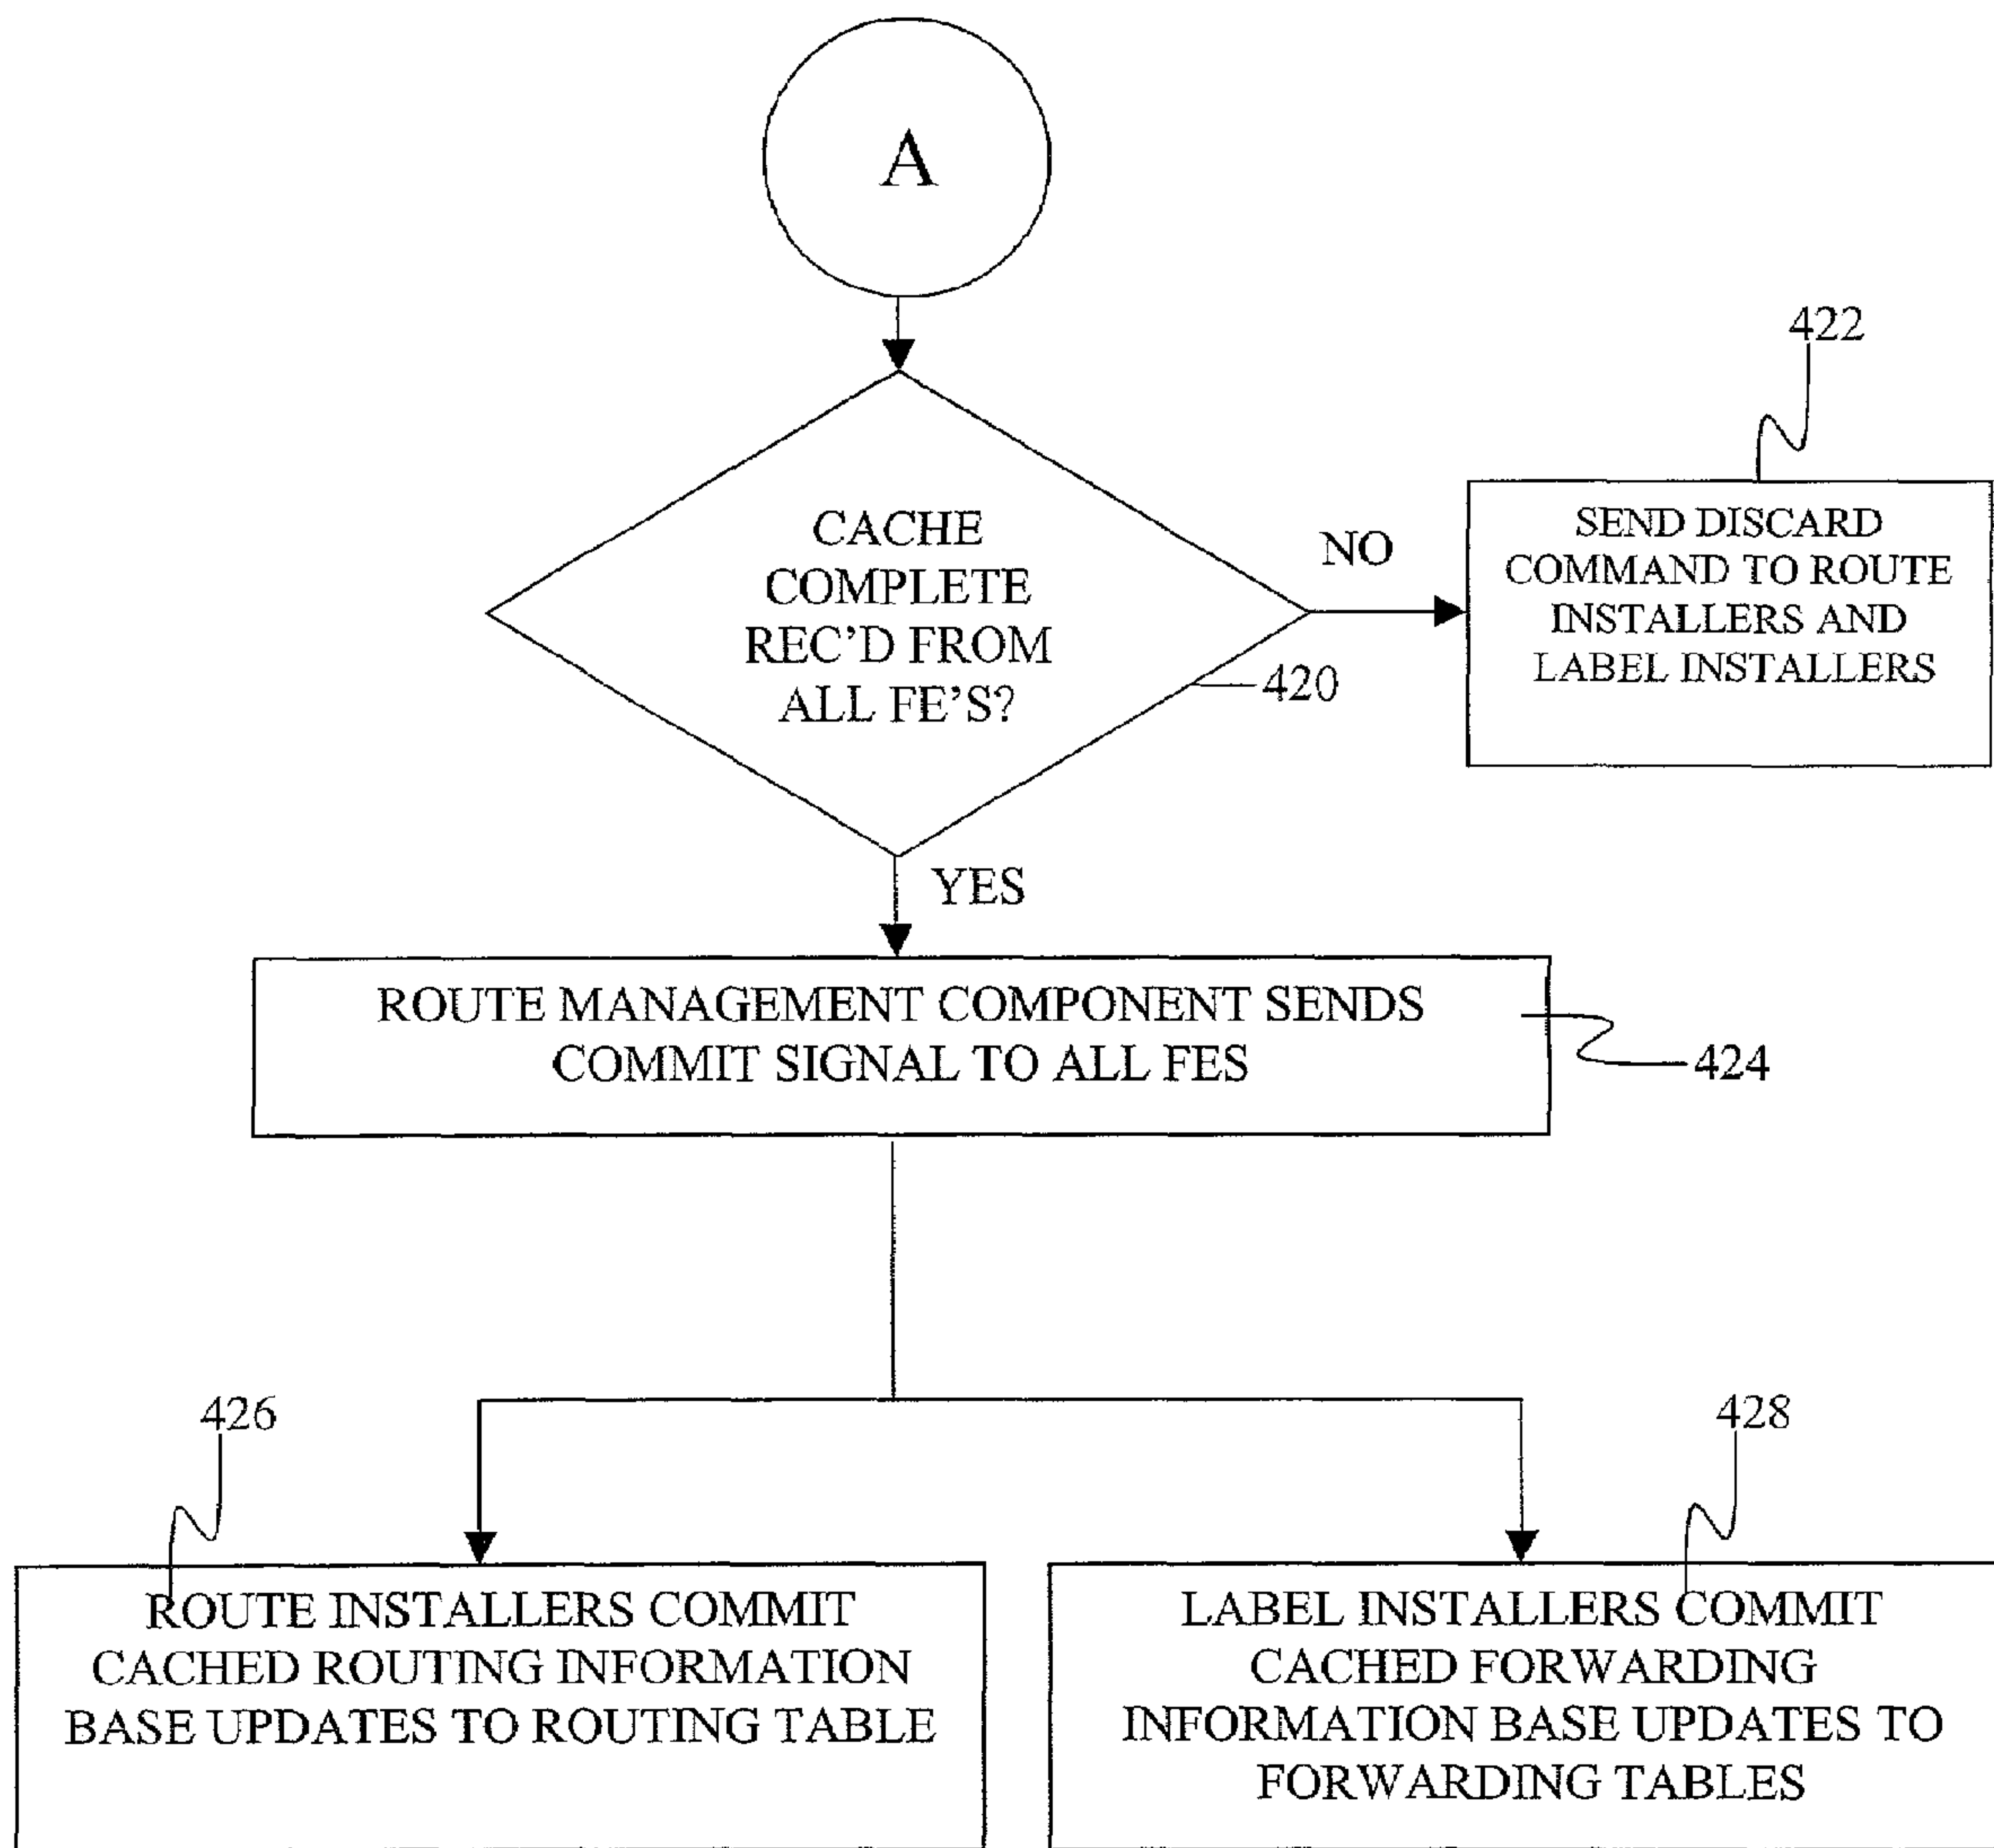 A
422
CACHE
COMPLETE
REC'D FROM
ALL FE'S?
NO
SEND DISCARD
COMMAND TO ROUTE
INSTALLERS AND
LABEL INSTALLERS
420
YES
ROUTE MANAGEMENT COMPONENT SENDS
COMMIT SIGNAL TO ALL FES
424
426
428
ROUTE INSTALLERS COMMIT
CACHED ROUTING INFORMATION
BASE UPDATES TO ROUTING TABLE
LABEL INSTALLERS COMMIT
CACHED FORWARDING
INFORMATION BASE UPDATES TO
FORWARDING TABLES